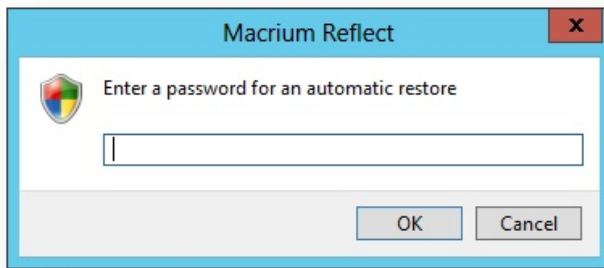 Macrium Reflect
x
Enter a password for an automatic restore
OK Cancel